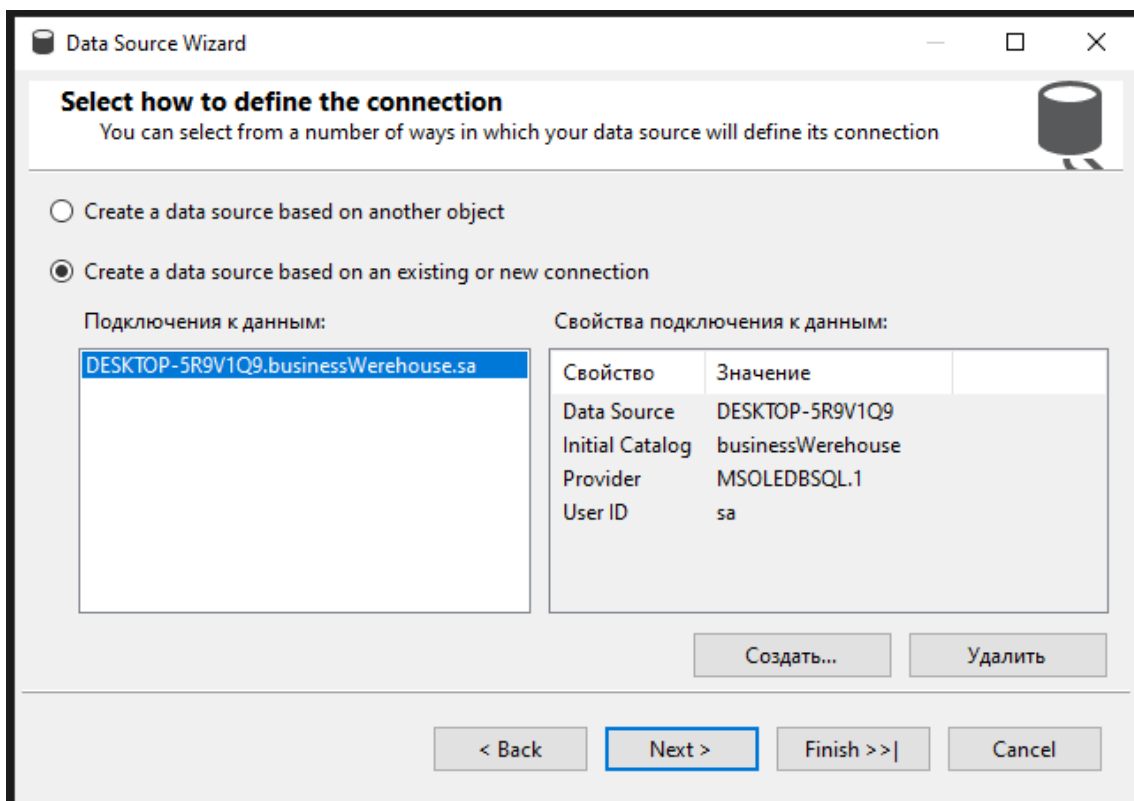 Data Source Wizard
Select how to define the connection
You can select from a number of ways in which your data source will define its connection
Create a data source based on another object
Create a data source based on an existing or new connection
Подключения к данным:
DESKTOP-5R9V1Q9.businessWerehouse.sa
Свойства подключения к данным:
Свойство Значение
Data Source DESKTOP-5R9V1Q9
Initial Catalog businessWerehouse
Provider MSOLEDBSQL.1
User ID sa
Создать... Удалить
< Back Next > Finish >>| Cancel